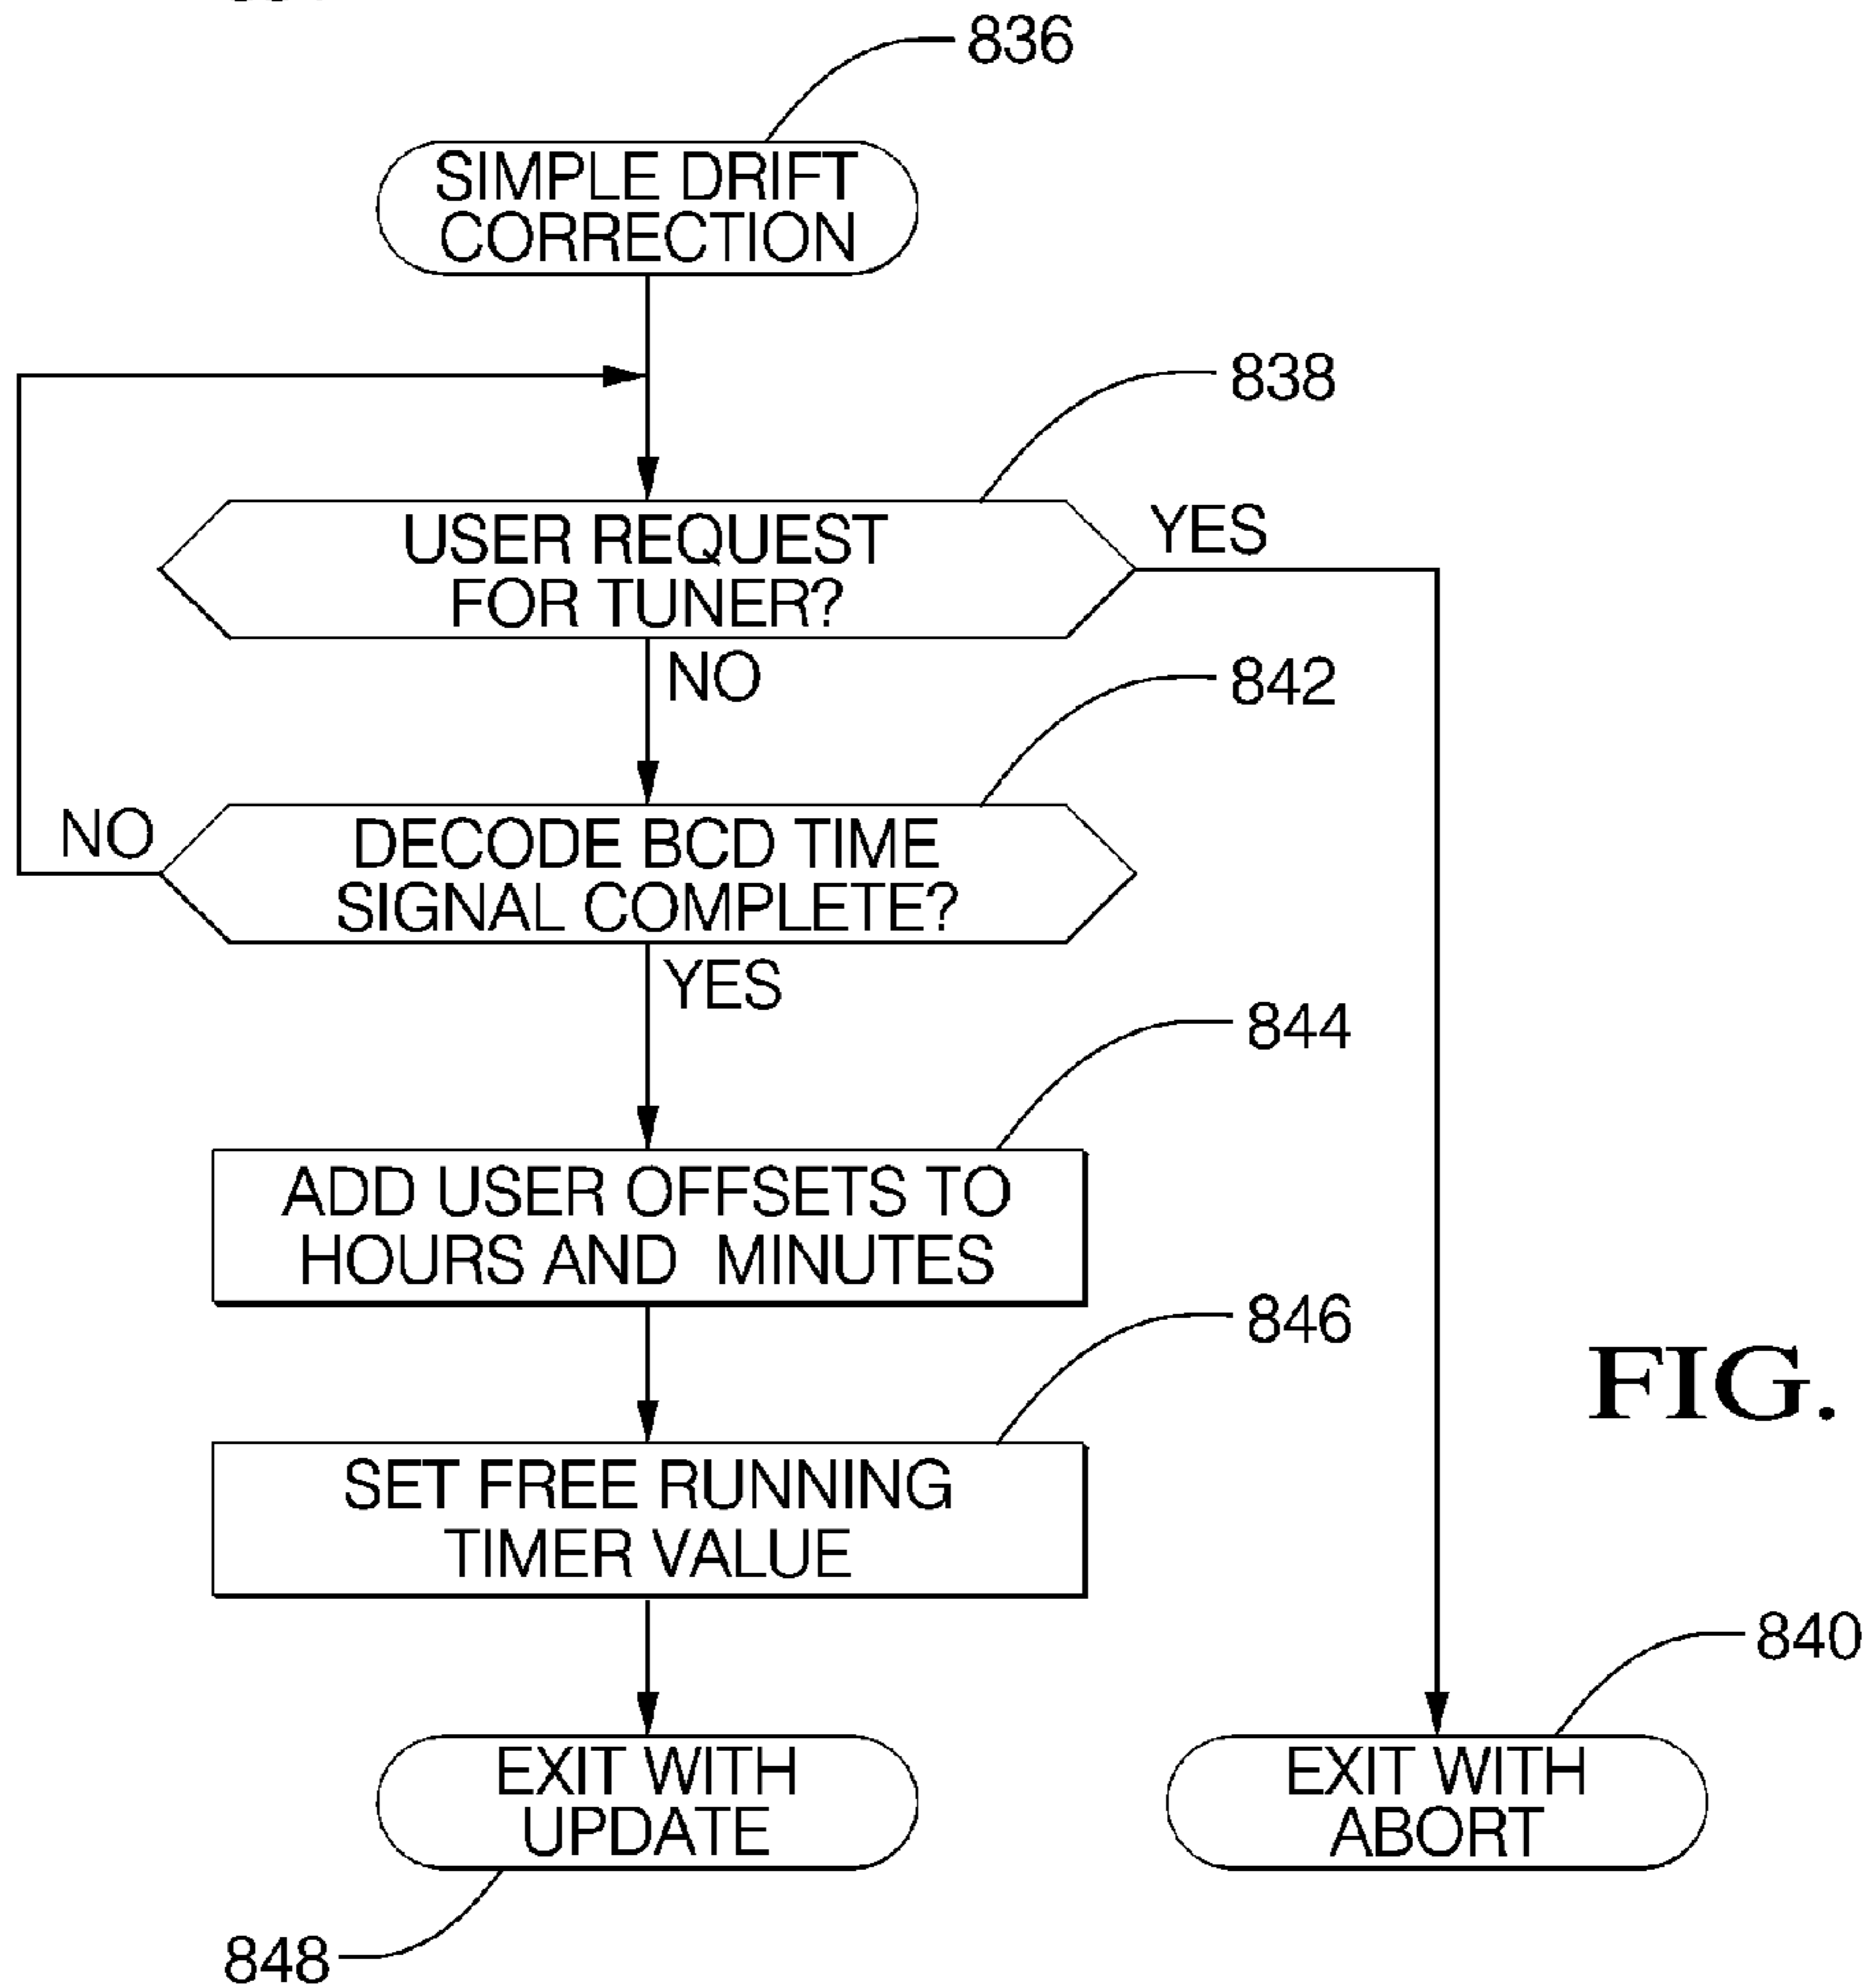 836
SIMPLE DRIFT
CORRECTION
838
USER REQUEST
FOR TUNER?
YES
NO
842
NO
DECODE BCD TIME
SIGNAL COMPLETE?
YES
844
ADD USER OFFSETS TO
HOURS AND MINUTES
846
FIG.
SET FREE RUNNING
TIMER VALUE
840
EXIT WITH
UPDATE
EXIT WITH
ABORT
848